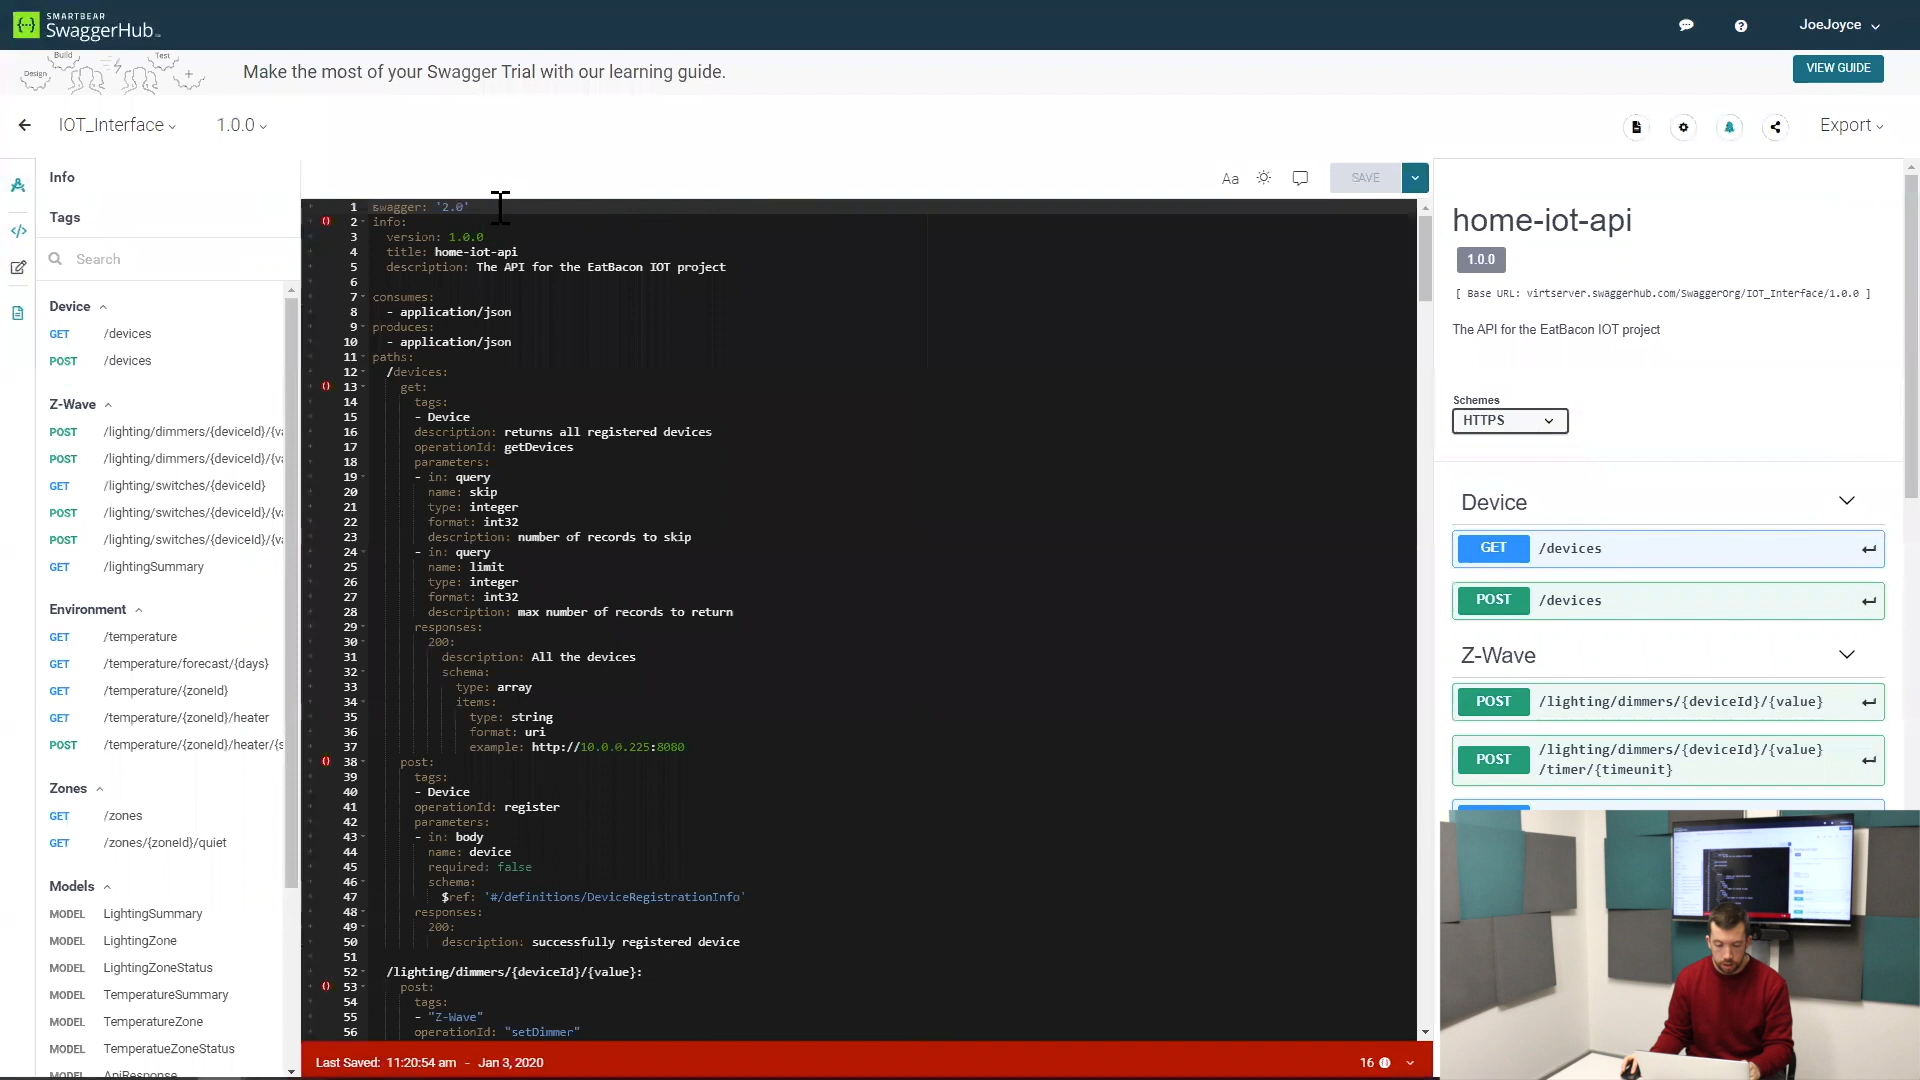 SMARTBEAR
SwaggerHub
JoeJoyce
Build
Test
Design
Make the most of your Swagger Trial with our learning guide.
VIEW GUIDE
IOT_Interface
1.0.0
Export
Info
Tags
Search
Device
GET /devices
POST /devices
Z-Wave
POST /lighting/dimmers/{deviceId}/{va
POST /lighting/dimmers/{deviceId}/{va
GET /lighting/switches/{deviceId}
POST /lighting/switches/{deviceId}/{va
POST /lighting/switches/{deviceId}/{va
GET /lightingSummary
Environment
GET /temperature
GET /temperature/forecast/{days}
GET /temperature/{zoneId}
GET /temperature/{zoneId}/heater
POST /temperature/{zoneId}/heater/{s
Zones
GET /zones
GET /zones/{zoneId}/quiet
Models
MODEL LightingSummary
MODEL LightingZone
MODEL LightingZoneStatus
MODEL TemperatureSummary
MODEL TemperatureZone
MODEL TemperatueZoneStatus
MODEL ApiResponse
Aa
SAVE
1 swagger: '2.0'
2 info:
3 version: 1.0.0
4 title: home-iot-api
5 description: The API for the EatBacon IOT project
6
7 consumes:
8 - application/json
9 produces:
10 - application/json
11 paths:
12 /devices:
13 get:
14 tags:
15 - Device
16 description: returns all registered devices
17 operationId: getDevices
18 parameters:
19 - in: query
20 name: skip
21 type: integer
22 format: int32
23 description: number of records to skip
24 - in: query
25 name: limit
26 type: integer
27 format: int32
28 description: max number of records to return
29 responses:
30 200:
31 description: All the devices
32 schema:
33 type: array
34 items:
35 type: string
36 format: uri
37 example: http://10.0.0.225:8080
38 post:
39 tags:
40 - Device
41 operationId: register
42 parameters:
43 - in: body
44 name: device
45 required: false
46 schema:
47 $ref: '#/definitions/DeviceRegistrationInfo'
48 responses:
49 200:
50 description: successfully registered device
51
52 /lighting/dimmers/{deviceId}/{value}:
53 post:
54 tags:
55 - "Z-Wave"
56 operationId: "setDimmer"
Last Saved: 11:20:54 am - Jan 3, 2020
16
home-iot-api
1.0.0
[ Base URL: virtserver.swaggerhub.com/SwaggerOrg/IOT_Interface/1.0.0 ]
The API for the EatBacon IOT project
Schemes
HTTPS
Device
GET /devices
POST /devices
Z-Wave
POST /lighting/dimmers/{deviceId}/{value}
POST /lighting/dimmers/{deviceId}/{value}
/timer/{timeunit}